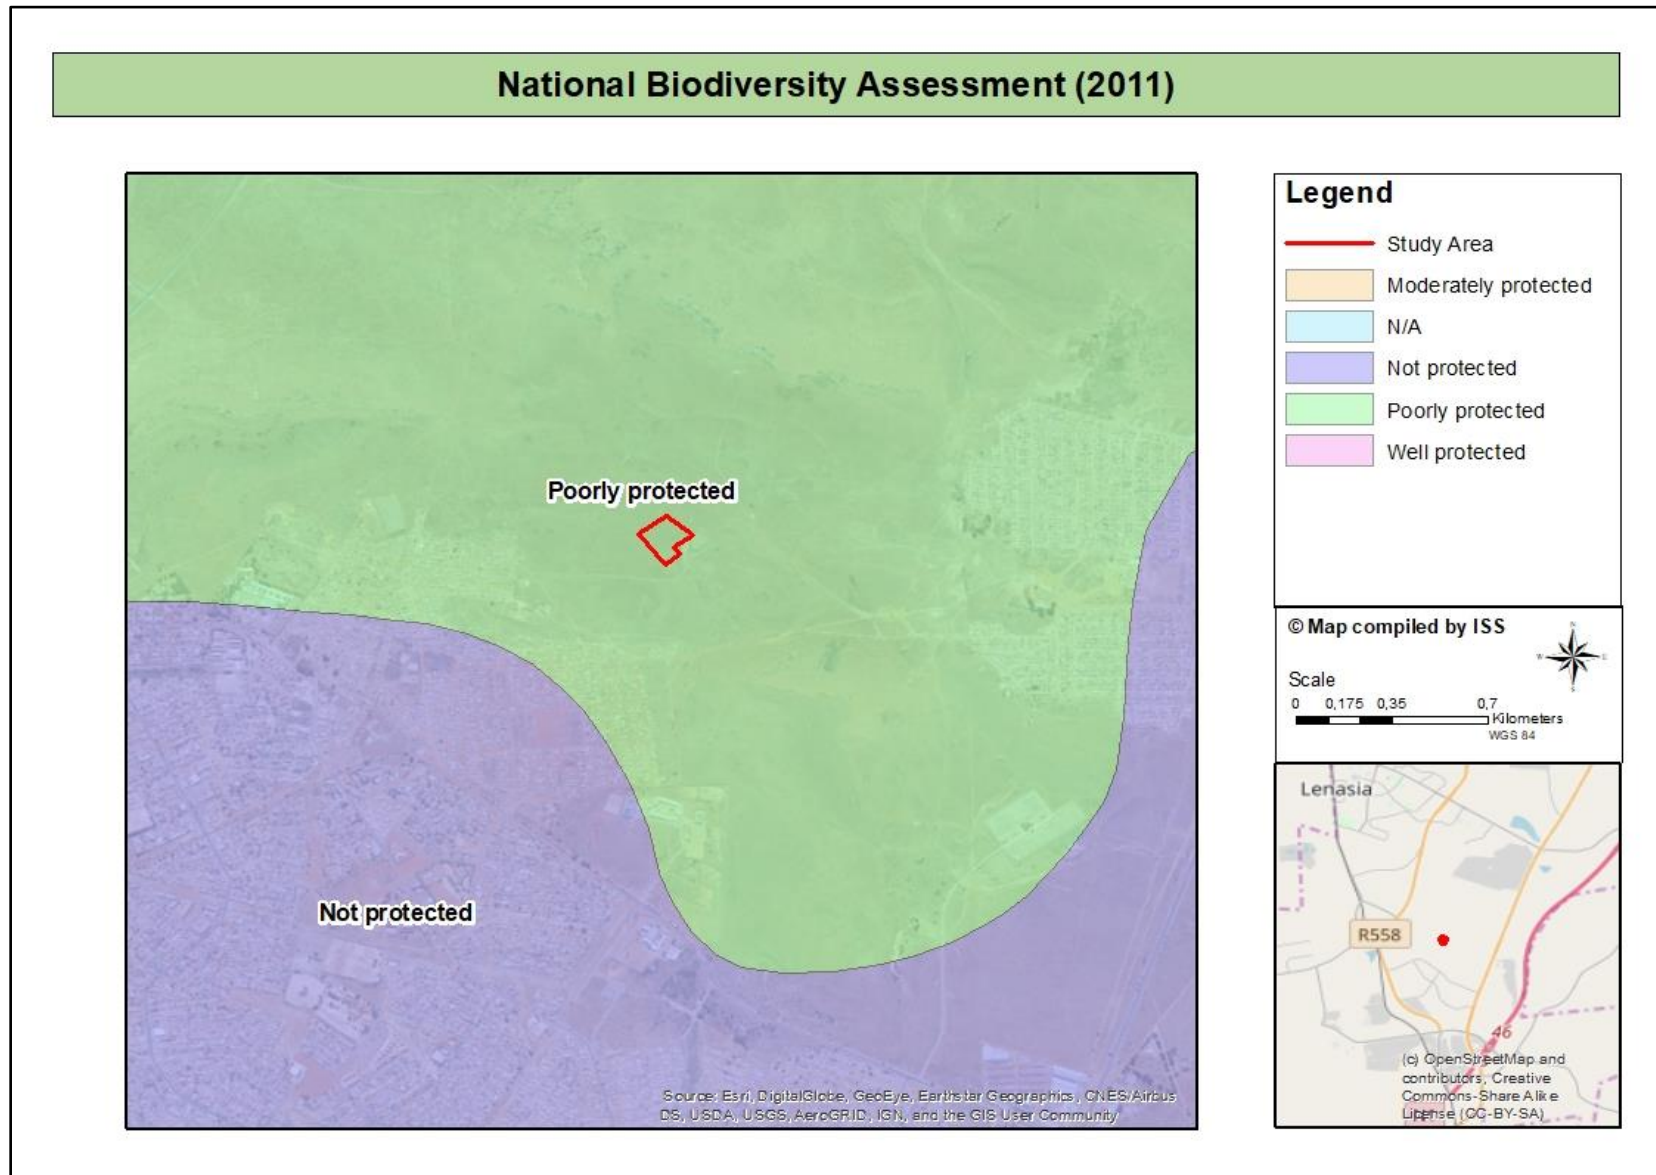 National Biodiversity Assessment (2011)
Poorly protected
Not protected
Source: Esri, DigitalGlobe, GeoEye, Earthstar Geographics, CNES/Airbus
DS, USDA, USGS, AeroGRID, IGN, and the GIS User Community
Legend
Study Area
Moderately protected
N/A
Not protected
Poorly protected
Well protected
© Map compiled by ISS
N
W
E
S
Scale
0 0,175 0,35 0,7
Kilometers
WGS 84
Lenasia
R558
46
(c) OpenStreetMap and
contributors, Creative
Commons-Share Alike
License (CC-BY-SA)